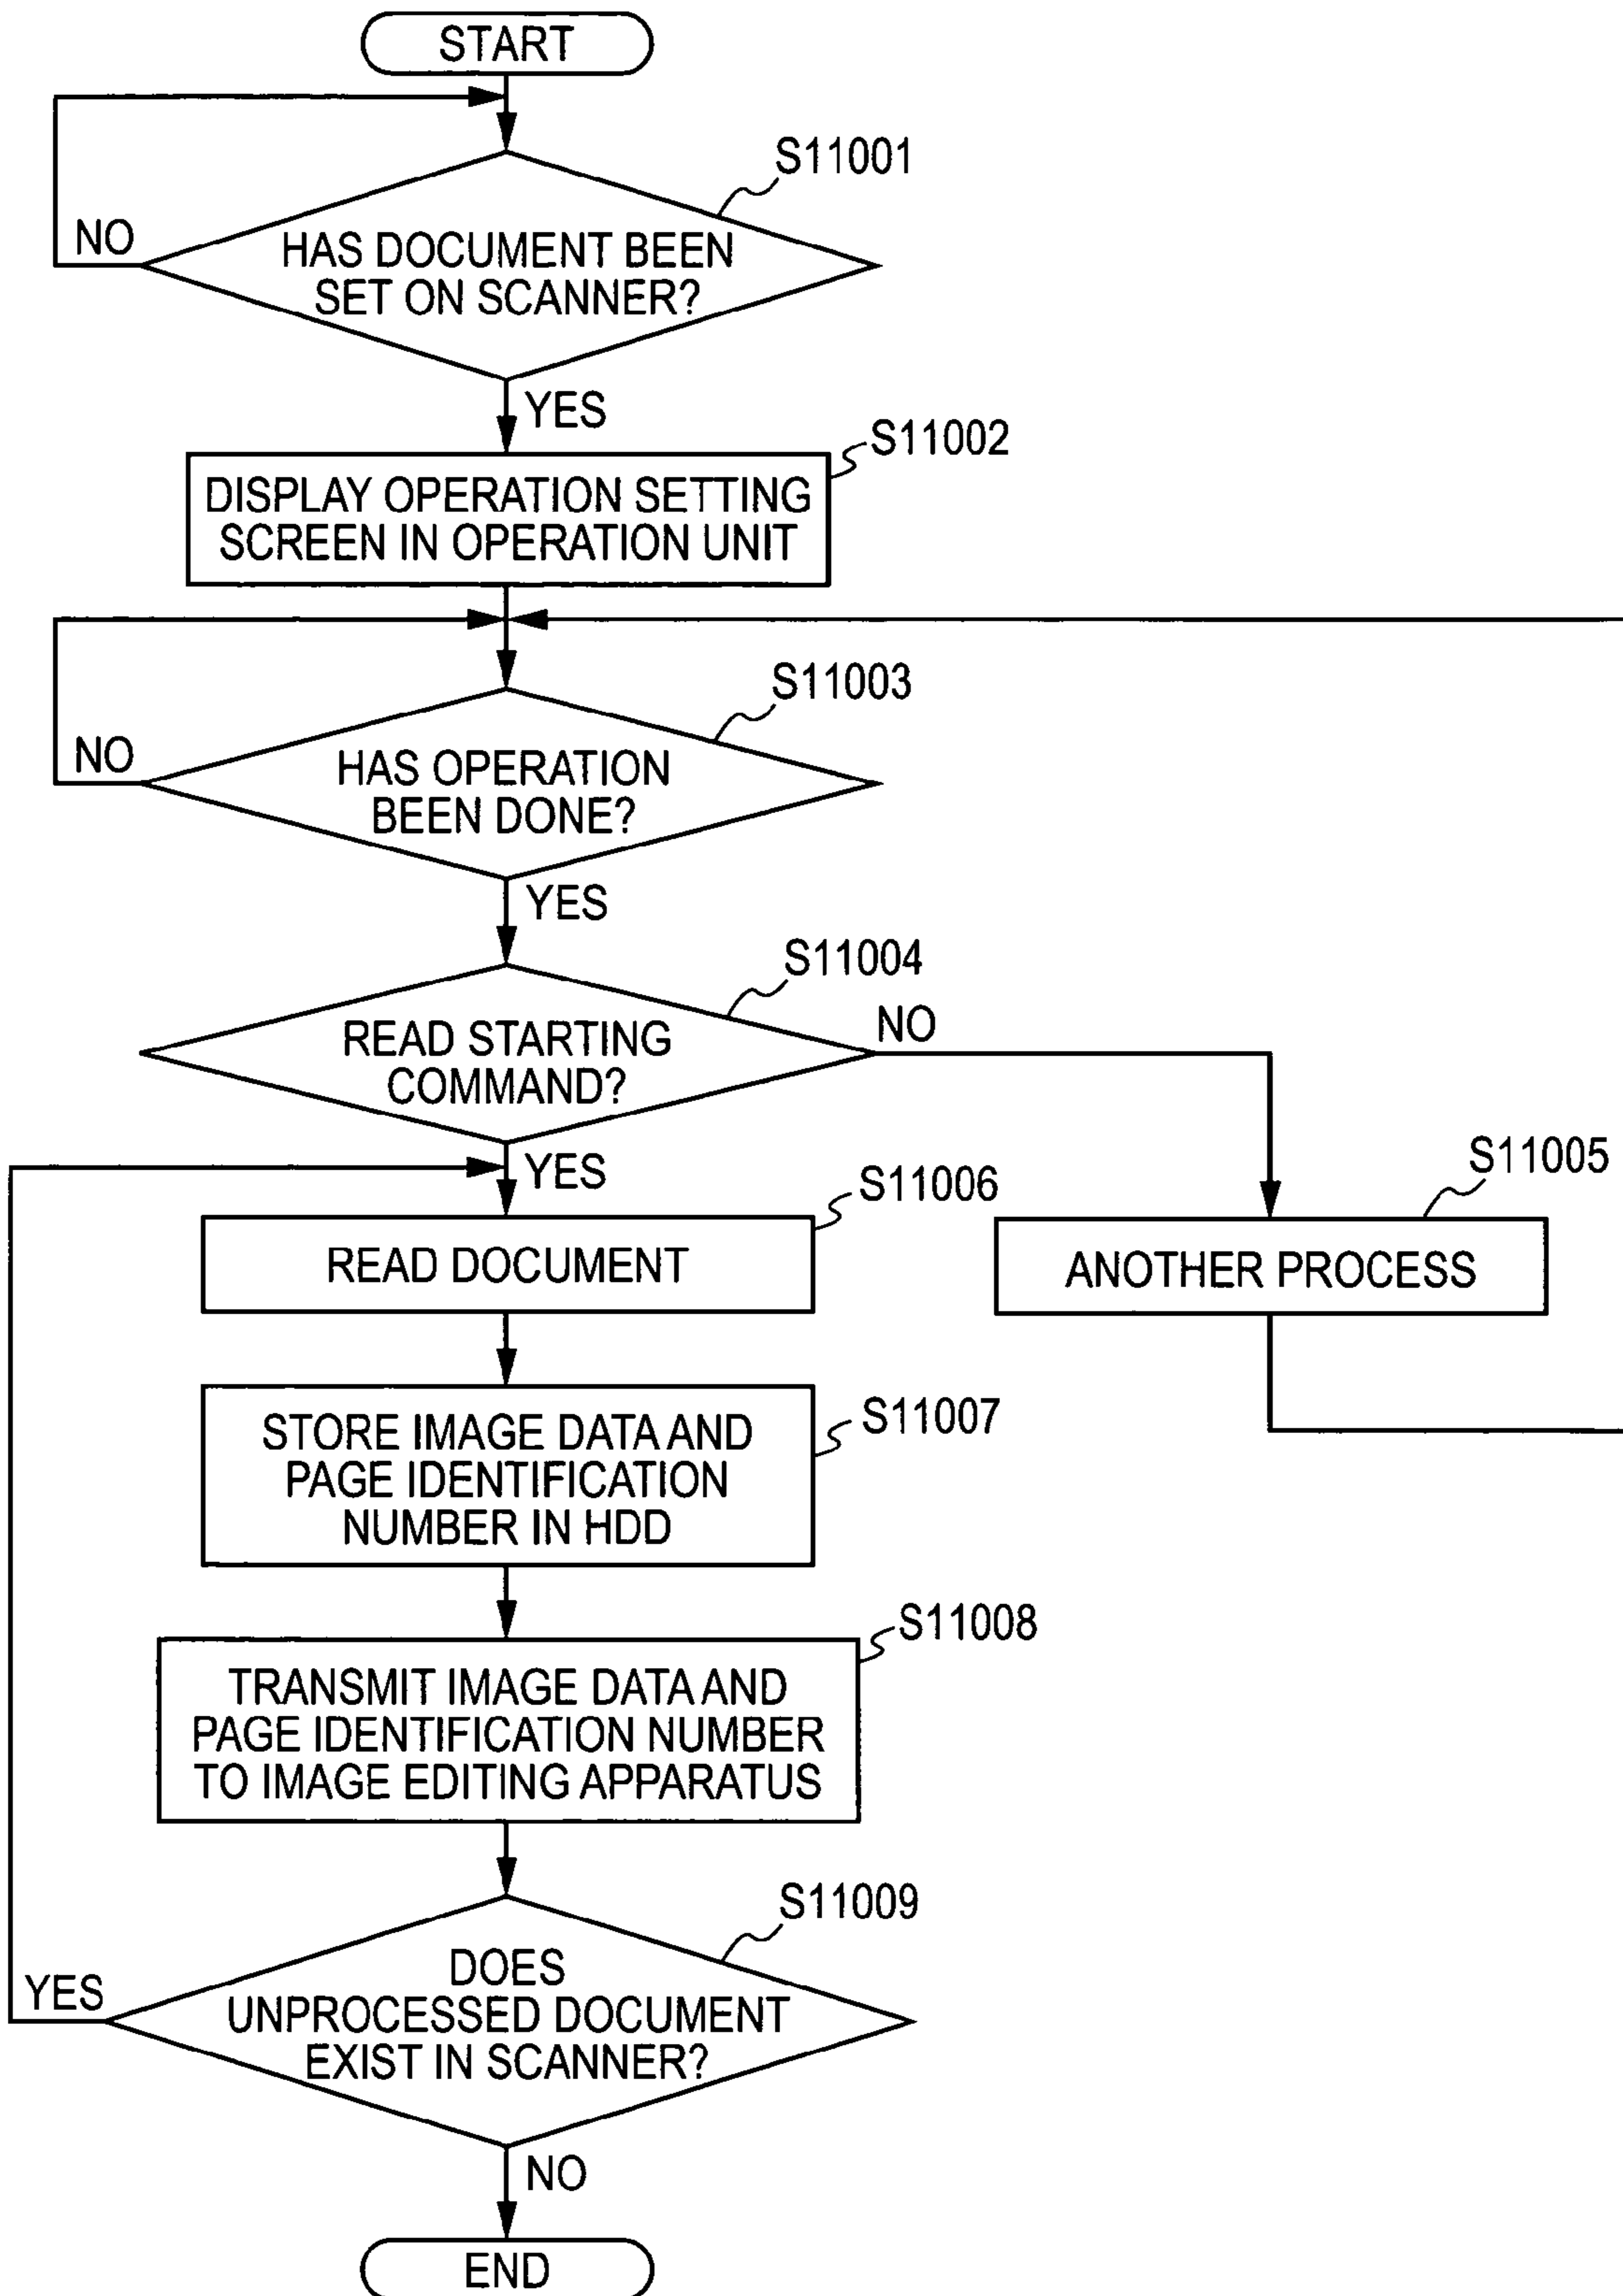 START
S11001
NO
HAS DOCUMENT BEEN
SET ON SCANNER?
YES
S11002
DISPLAY OPERATION SETTING
SCREEN IN OPERATION UNIT
S11003
NO
HAS OPERATION
BEEN DONE?
YES
S11004
NO
READ STARTING
COMMAND?
YES
S11005
S11006
READ DOCUMENT
ANOTHER PROCESS
S11007
STORE IMAGE DATA AND
PAGE IDENTIFICATION
NUMBER IN HDD
S11008
TRANSMIT IMAGE DATA AND
PAGE IDENTIFICATION NUMBER
TO IMAGE EDITING APPARATUS
S11009
YES
DOES
UNPROCESSED DOCUMENT
EXIST IN SCANNER?
NO
END